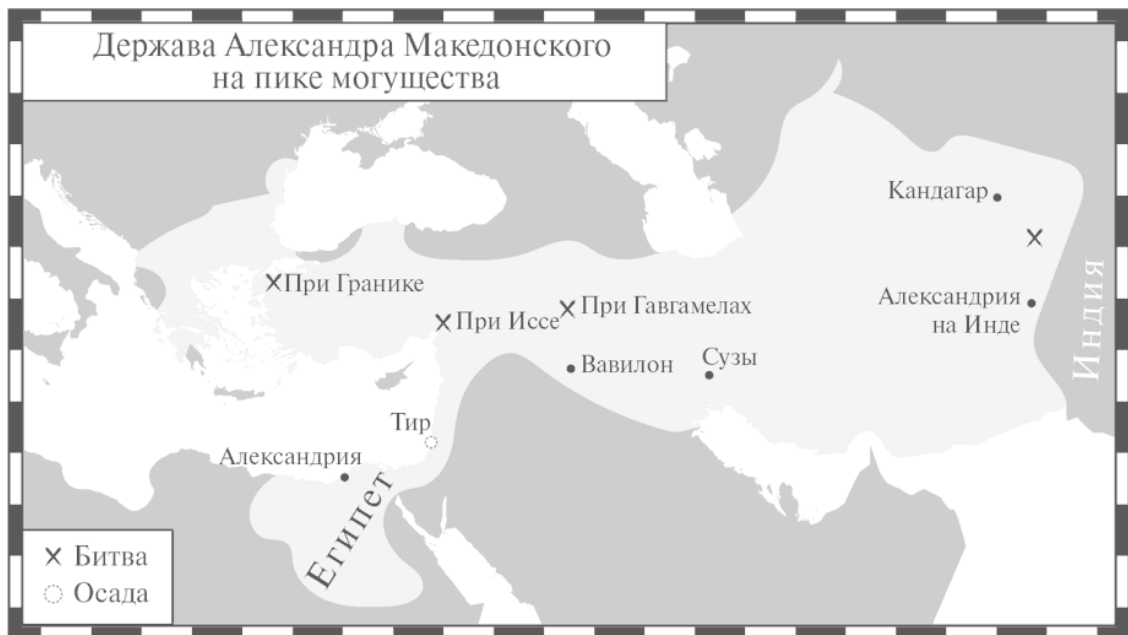 Держава Александра Македонского
на пике могущества
Кандагар
При Гранике
При Иссе
При Гавгамелах
Александрия
на Инде
Индия
Вавилон
Сузы
Тир
Александрия
Египет
Битва
Осада